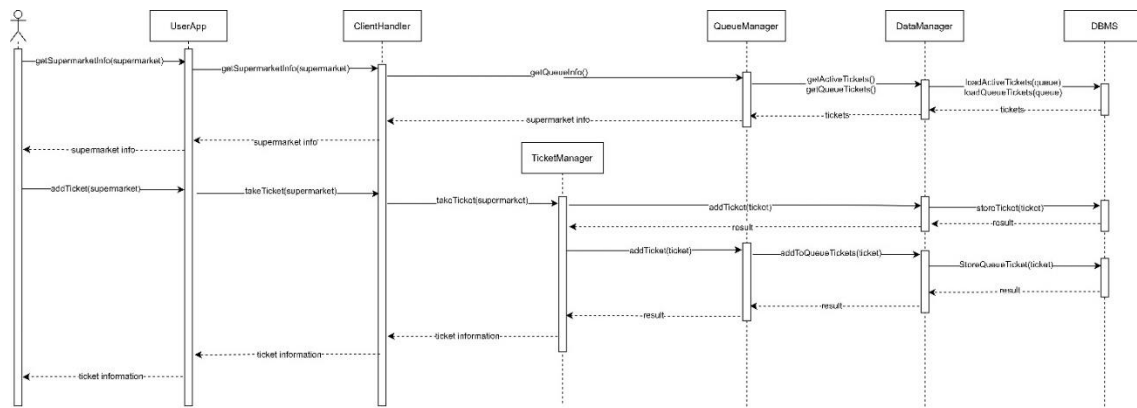 UserApp
ClientHandler
QueueManager
DataManager
DBMS
getSupermarketInfo(supermarket)
getSupermarketInfo(supermarket)
getQueueInfo()
getActiveTickets()
getQueueTickets()
loadActiveTickets(queue)
loadQueueTickets(queue)
tickets
tickets
supermarket info
supermarket info
supermarket info
TicketManager
addTicket(supermarket)
takeTicket(supermarket)
takeTicket(supermarket)
addTicket(ticket)
storeTicket(ticket)
result
result
addTicket(ticket)
addToQueueTickets(ticket)
StoreQueueTicket(ticket)
result
result
result
ticket information
ticket information
ticket information